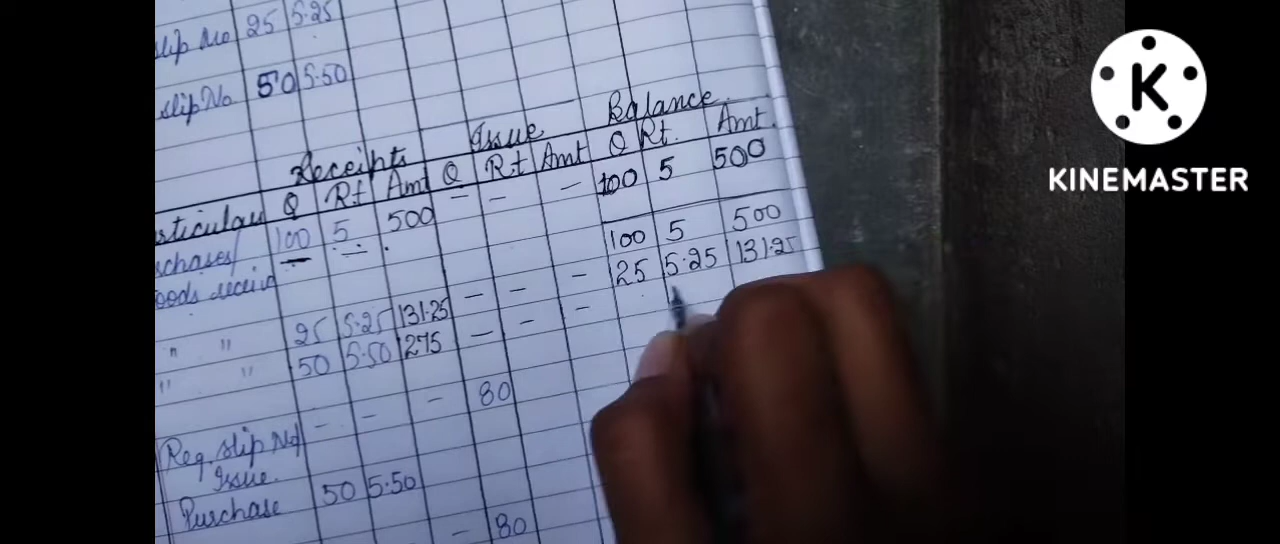 slip No 25 5.25
slip No 50 5.50
Receipts Issue Balance
Q Rt Amt Q Rt Amt Q Rt. Amt.
100 5 500 - - - 100 5 500
100 5 500
" " 25 5.25 131.25 - - - 25 5.25 131.25
" " 50 5.50 275 - - -
Req. slip No - - - 80
Issue.
Purchase 50 5.50
- 80
K
KINEMASTER